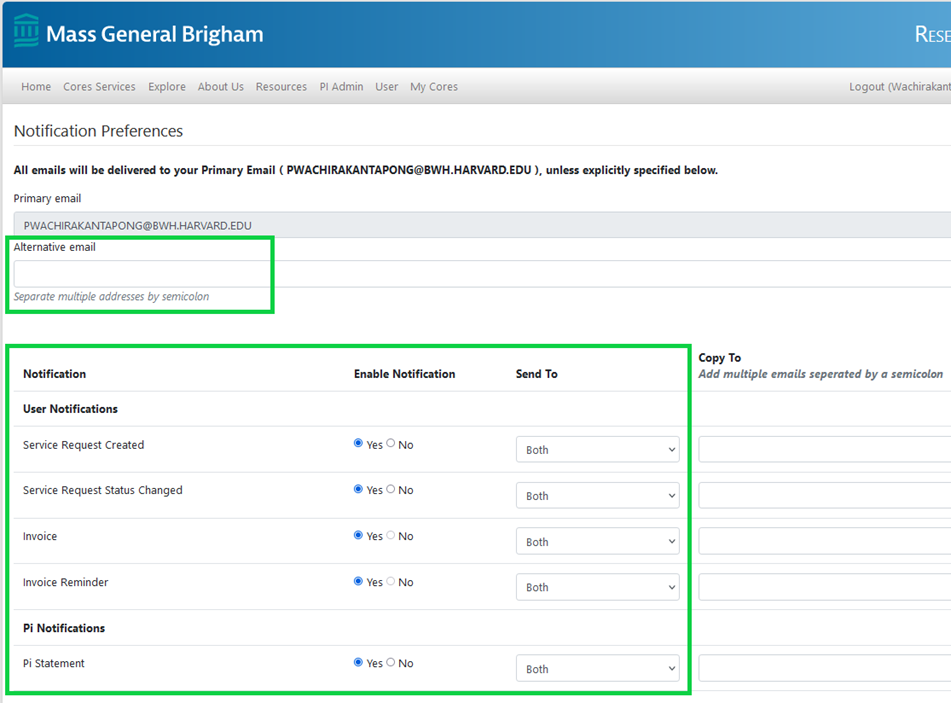 Mass General Brigham
RESE
Home Cores Services Explore About Us Resources PI Admin User My Cores Logout (Wachirakant
Notification Preferences
All emails will be delivered to your Primary Email ( PWACHIRAKANTAPONG@BWH.HARVARD.EDU ), unless explicitly specified below.
Primary email
PWACHIRAKANTAPONG@BWH.HARVARD.EDU
Alternative email
Separate multiple addresses by semicolon
Notification Enable Notification Send To Copy To
Add multiple emails seperated by a semicolon
User Notifications
Service Request Created Yes No Both
Service Request Status Changed Yes No Both
Invoice Yes No Both
Invoice Reminder Yes No Both
Pi Notifications
Pi Statement Yes No Both